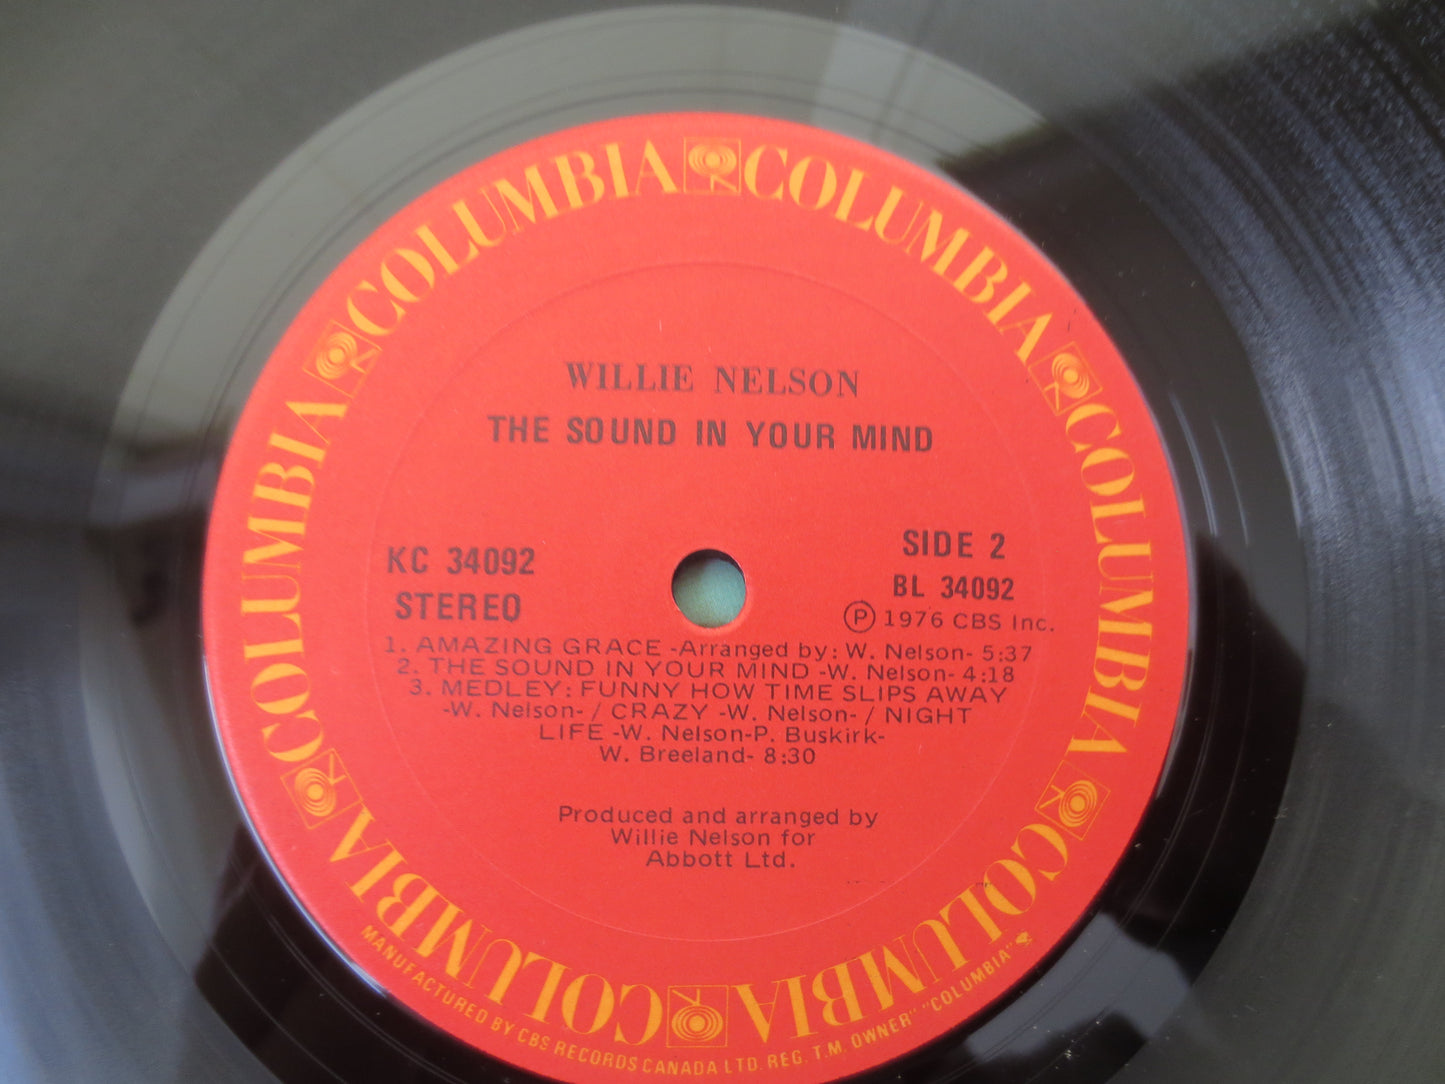 COLUMBIA COLUMBIA COLUMBIA COLUMBIA COLUMBIA COLUMBIA COLUMBIA
WILLIE NELSON
THE SOUND IN YOUR MIND
KC 34092
STEREO
SIDE 2
BL 34092
Ⓟ 1976 CBS Inc.
1. AMAZING GRACE -Arranged by: W. Nelson- 5:37
2. THE SOUND IN YOUR MIND -W. Nelson- 4:18
3. MEDLEY: FUNNY HOW TIME SLIPS AWAY
-W. Nelson- / CRAZY -W. Nelson- / NIGHT
LIFE -W. Nelson-P. Buskirk-
W. Breeland- 8:30
Produced and arranged by
Willie Nelson for
Abbott Ltd.
MANUFACTURED BY CBS RECORDS CANADA LTD. REG. T.M. OWNER" "COLUMBIA"